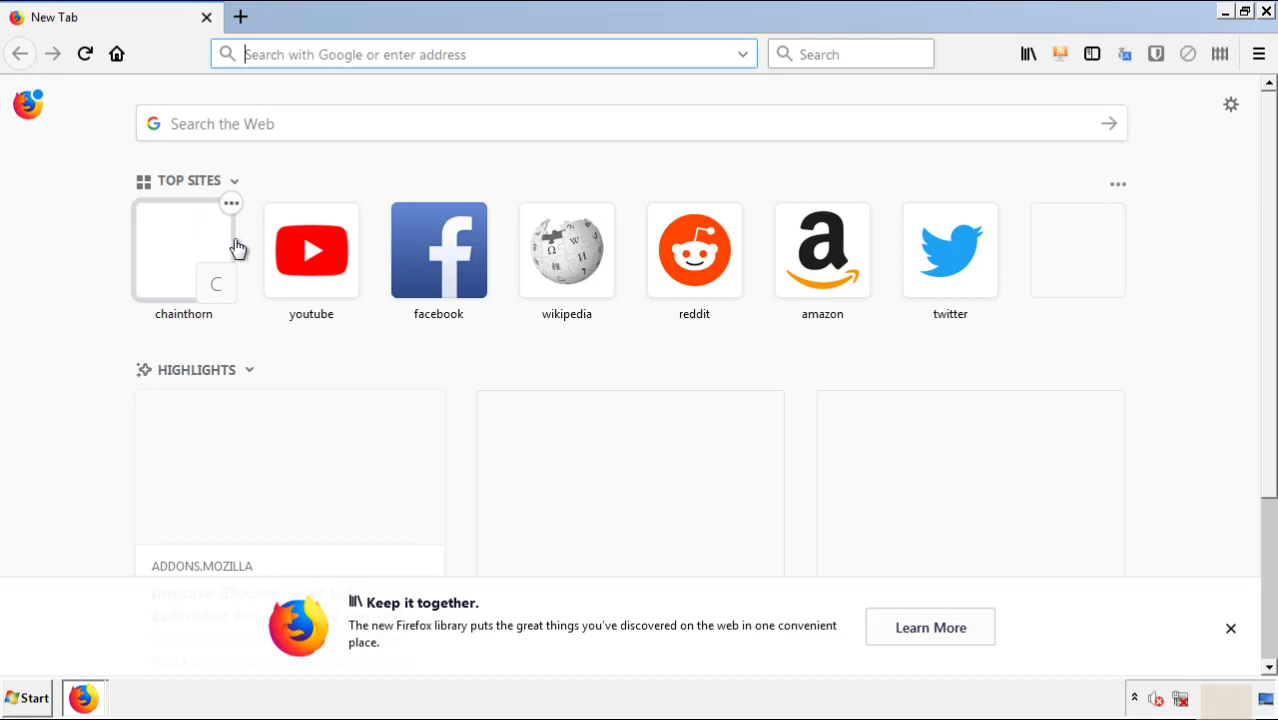 New Tab
Search with Google or enter address
Search
Search the Web
TOP SITES
C
chainthorn
youtube
facebook
wikipedia
reddit
amazon
twitter
HIGHLIGHTS
ADDONS.MOZILLA
Keep it together.
The new Firefox library puts the great things you've discovered on the web in one convenient
place.
Learn More
Start